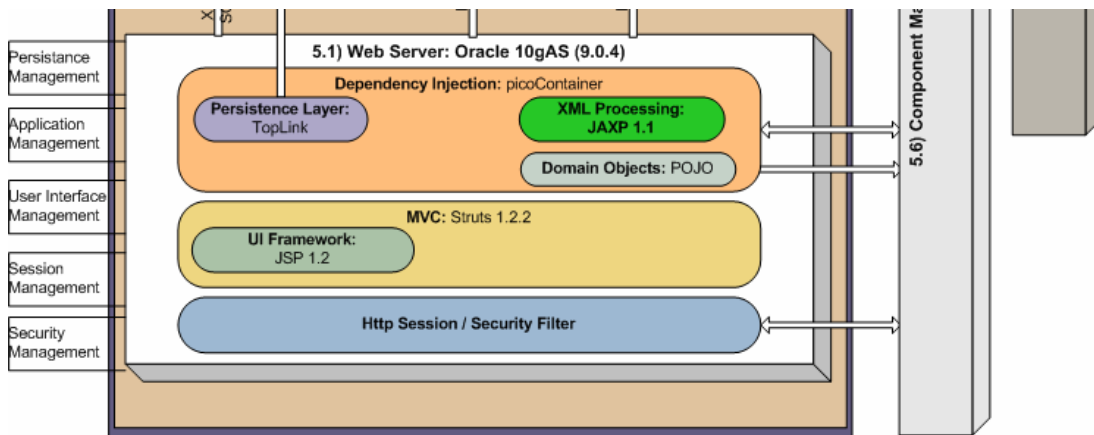 5.1) Web Server: Oracle 10gAS (9.0.4)
Persistance
Management
Dependency Injection: picoContainer
Persistence Layer:
TopLink
XML Processing:
JAXP 1.1
Application
Management
Domain Objects: POJO
User Interface
Management
MVC: Struts 1.2.2
UI Framework:
JSP 1.2
Session
Management
Http Session / Security Filter
Security
Management
5.6) Component